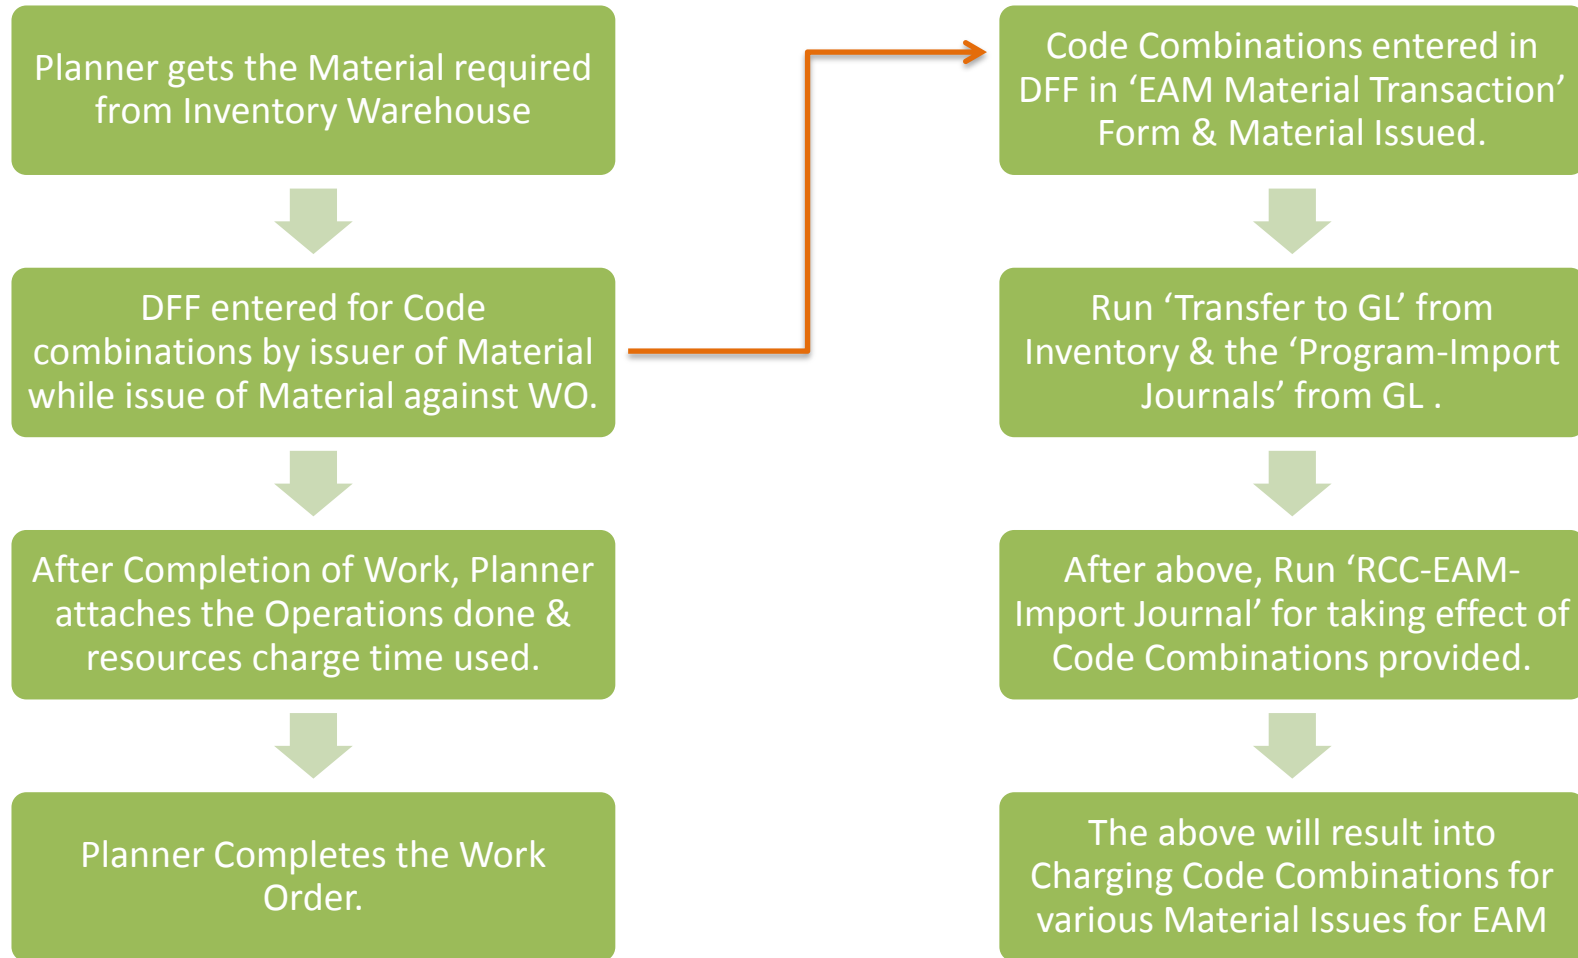 Planner gets the Material required
from Inventory Warehouse
DFF entered for Code
combinations by issuer of Material
while issue of Material against WO.
After Completion of Work, Planner
attaches the Operations done &
resources charge time used.
Planner Completes the Work
Order.
Code Combinations entered in
DFF in ‘EAM Material Transaction’
Form & Material Issued.
Run ‘Transfer to GL’ from
Inventory & the ‘Program-Import
Journals’ from GL .
After above, Run ‘RCC-EAM-
Import Journal’ for taking effect of
Code Combinations provided.
The above will result into
Charging Code Combinations for
various Material Issues for EAM